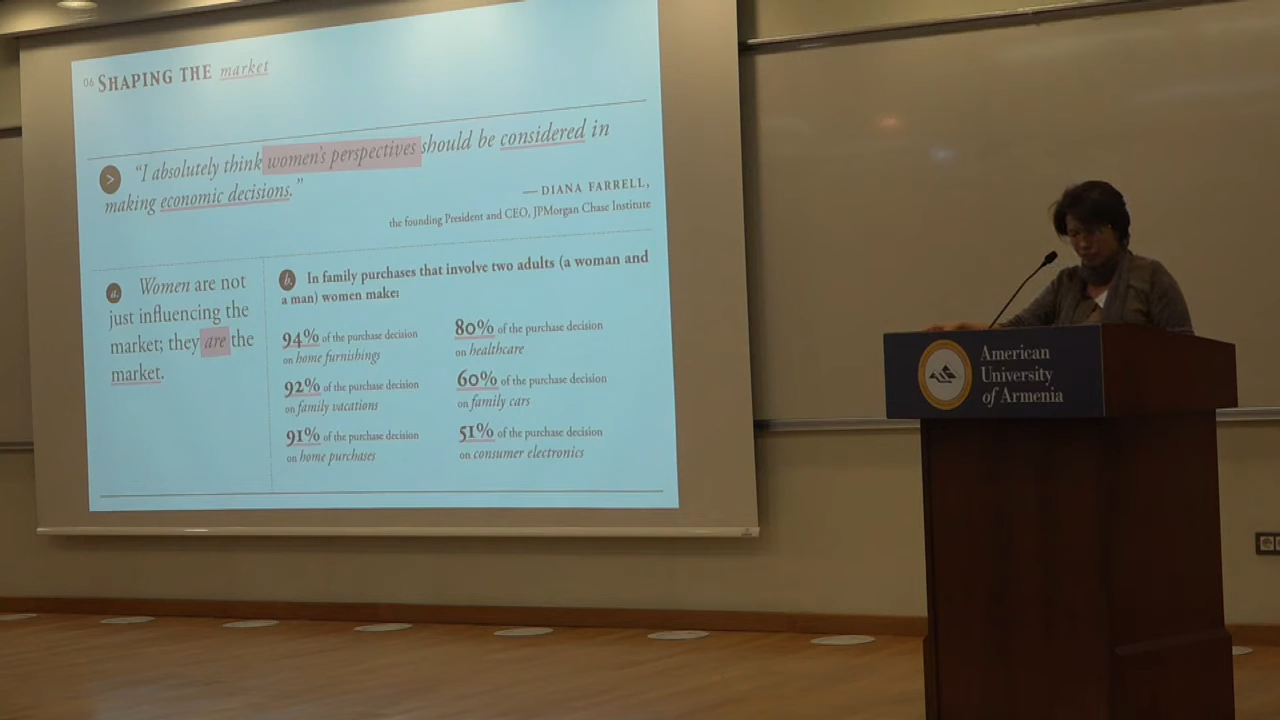 06 SHAPING THE market
> "I absolutely think women's perspectives should be considered in
making economic decisions."
— DIANA FARRELL,
the founding President and CEO, JPMorgan Chase Institute
a. Women are not
just influencing the
market; they are the
market.
b. In family purchases that involve two adults (a woman and
a man) women make:
94% of the purchase decision
on home furnishings
92% of the purchase decision
on family vacations
91% of the purchase decision
on home purchases
80% of the purchase decision
on healthcare
60% of the purchase decision
on family cars
51% of the purchase decision
on consumer electronics
American
University
of Armenia